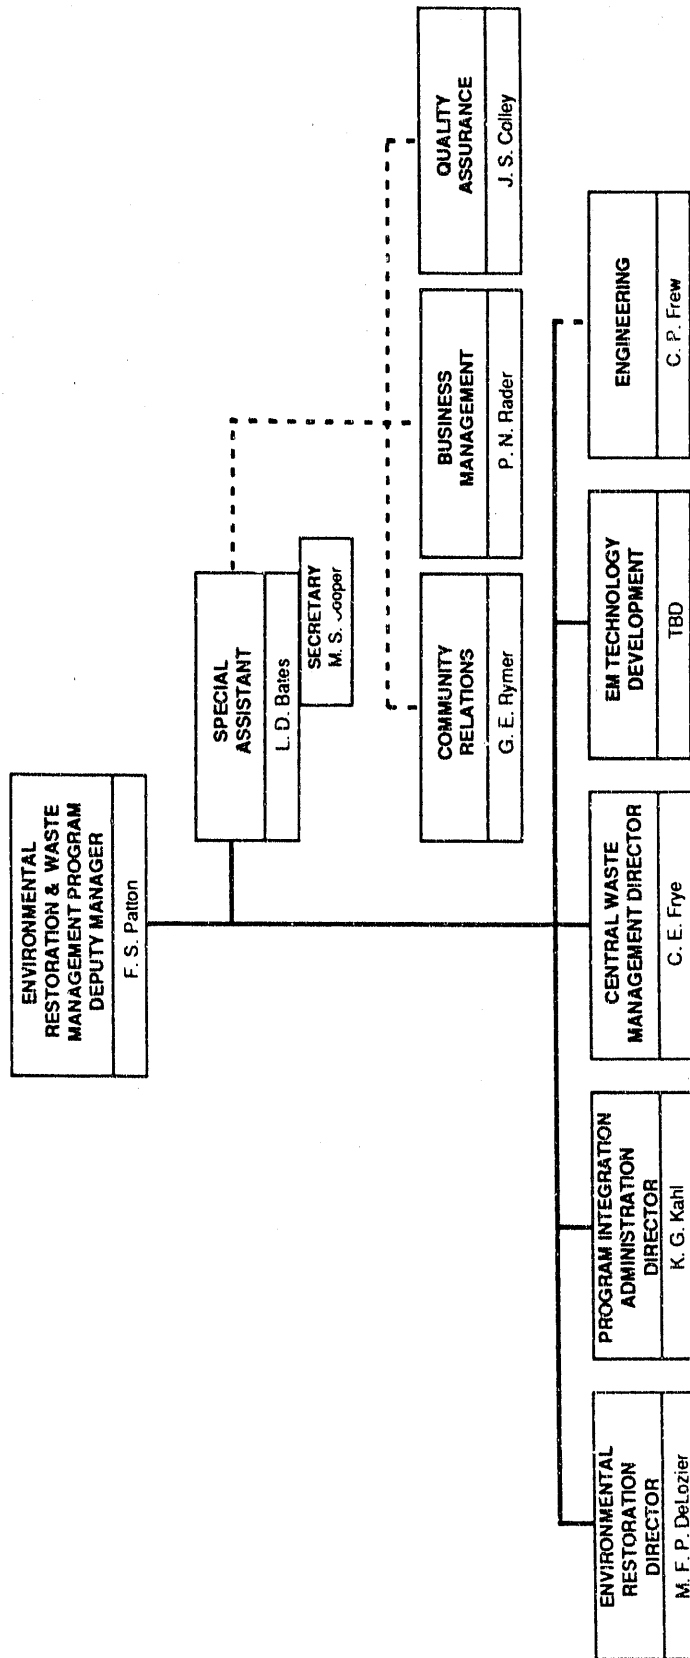 ENVIRONMENTAL
RESTORATION & WASTE
MANAGEMENT PROGRAM
DEPUTY MANAGER
F. S. Patton
SPECIAL
ASSISTANT
L. D. Bates
SECRETARY
M. S.
COMMUNITY
RELATIONS
G. E. Rymer
BUSINESS
MANAGEMENT
P. N. Rader
QUALITY
ASSURANCE
J. S. Colley
ENVIRONMENTAL
RESTORATION
DIRECTOR
M. F. P. DeLozier
PROGRAM INTEGRATION
ADMINISTRATION
DIRECTOR
K. G. Kahl
CENTRAL WASTE
MANAGEMENT DIRECTOR
C. E. Frye
EM TECHNOLOGY
DEVELOPMENT
TBD
ENGINEERING
C. P. Frew